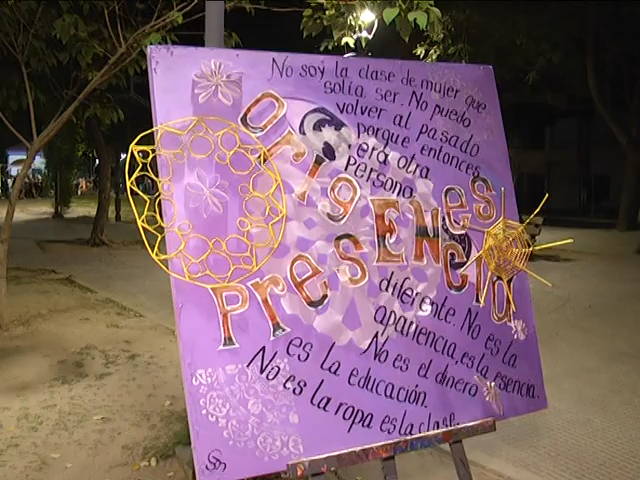 No soy la clase de mujer que
solía ser. No puedo
volver al pasado
porque entonces
era otra
persona
Orígenes
Presencia
Esencia
diferente. No es la
apariencia, es la esencia.
No es el dinero
es la educación.
No es la ropa es la clase.